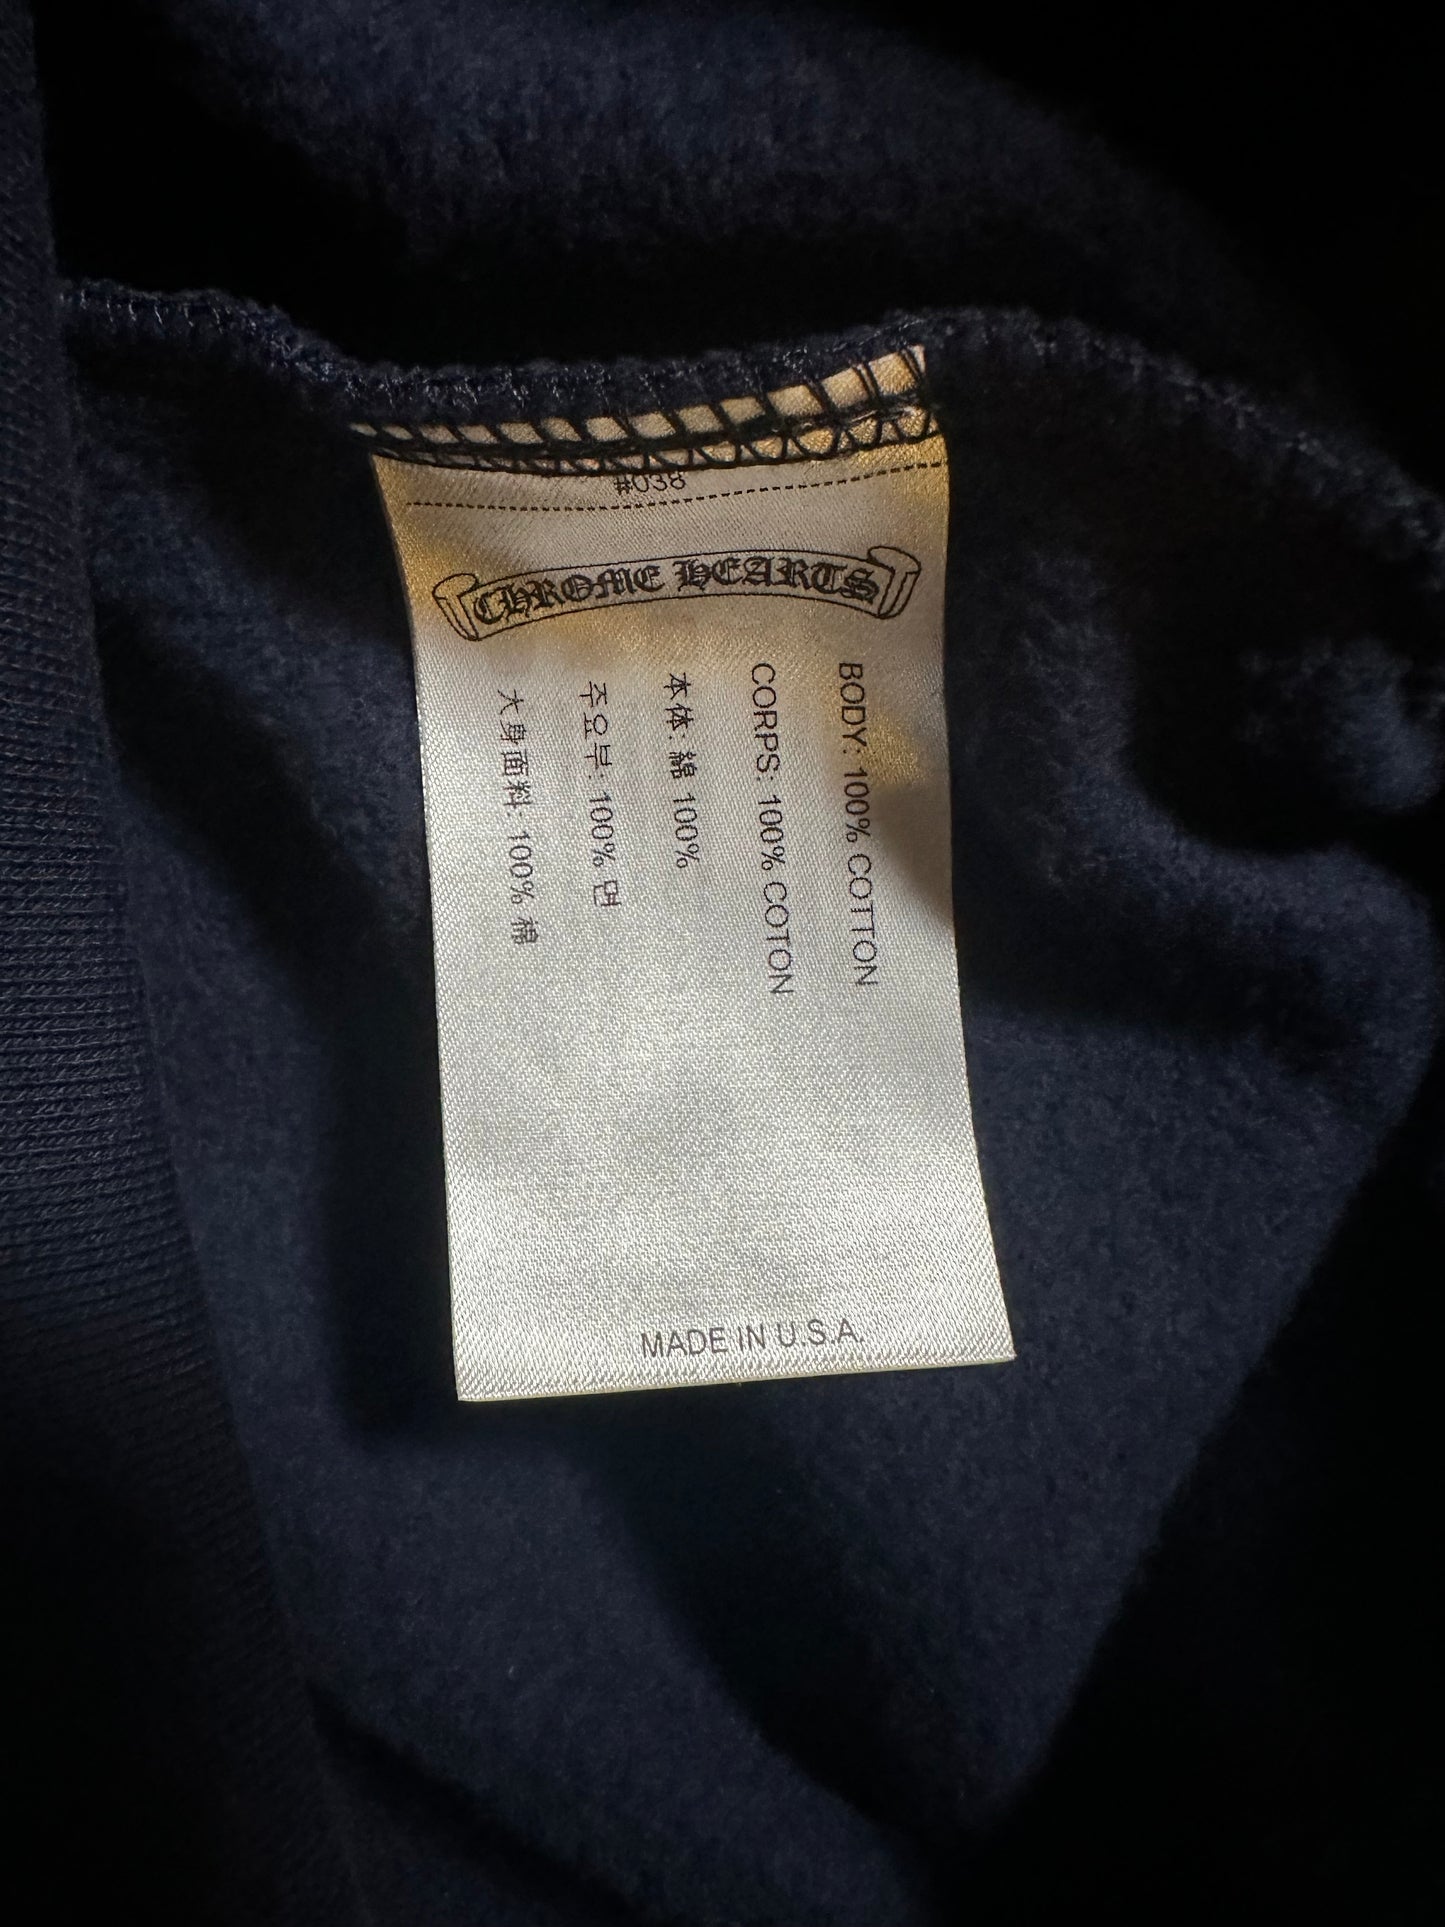 #038
CHROME HEARTS
BODY: 100% COTTON
CORPS: 100% COTON
本体: 綿 100%
주요부: 100% 면
大身面料: 100% 棉
MADE IN U.S.A.